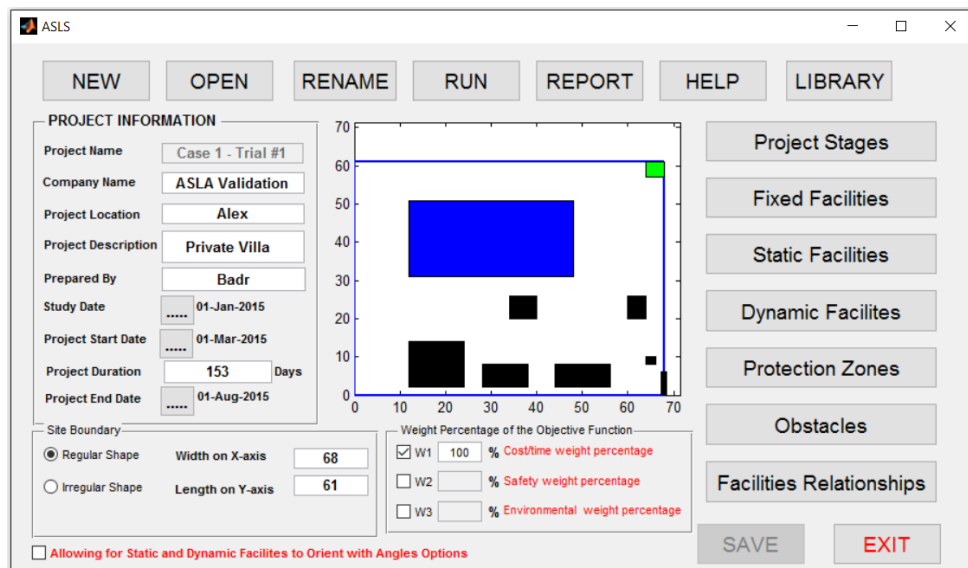 ASLS
NEW OPEN RENAME RUN REPORT HELP LIBRARY
PROJECT INFORMATION
Project Name Case 1 - Trial #1
Company Name ASLA Validation
Project Location Alex
Project Description Private Villa
Prepared By Badr
Study Date ..... 01-Jan-2015
Project Start Date ..... 01-Mar-2015
Project Duration 153 Days
Project End Date ..... 01-Aug-2015
70
60
50
40
30
20
10
0
0 10 20 30 40 50 60 70
Project Stages
Fixed Facilities
Static Facilities
Dynamic Facilites
Protection Zones
Obstacles
Facilities Relationships
Site Boundary
Regular Shape Width on X-axis 68
Irregular Shape Length on Y-axis 61
Weight Percentage of the Objective Function
W1 100 % Cost/time weight percentage
W2 % Safety weight percentage
W3 % Environmental weight percentage
Allowing for Static and Dynamic Facilites to Orient with Angles Options
SAVE EXIT